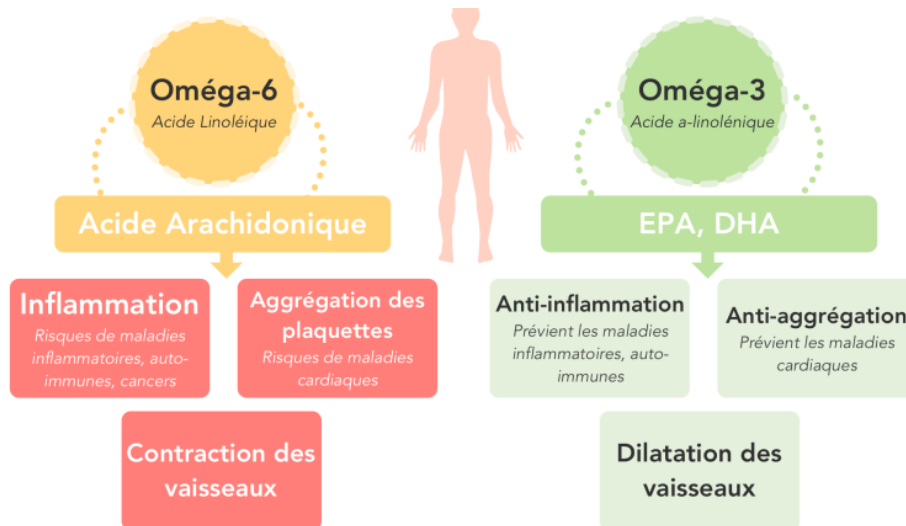 Oméga-6
Acide Linoléique
Acide Arachidonique
Inflammation
Risques de maladies
inflammatoires, auto-
immunes, cancers
Aggrégation des
plaquettes
Risques de maladies
cardiaques
Contraction des
vaisseaux
Oméga-3
Acide a-linolénique
EPA, DHA
Anti-inflammation
Prévient les maladies
inflammatoires, auto-
immunes
Anti-aggrégation
Prévient les maladies
cardiaques
Dilatation des
vaisseaux